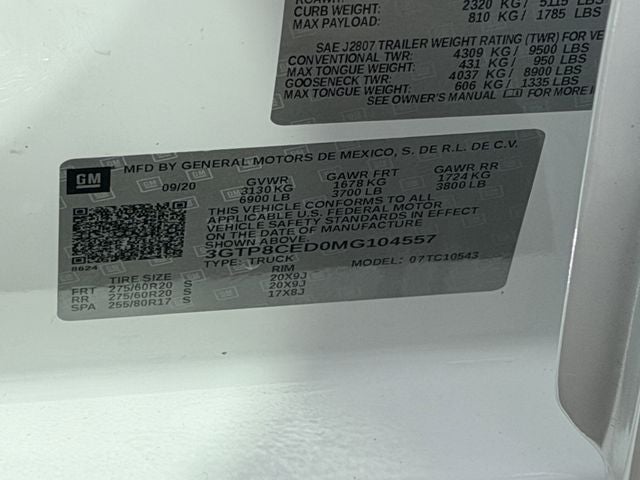 2320 KG/ 5115 LBS
CURB WEIGHT: 810 KG/ 1785 LBS
MAX PAYLOAD:
SAE J2807 TRAILER WEIGHT RATING (TWR) FOR VE
CONVENTIONAL TWR: 4309 KG/ 9500 LBS
MAX TONGUE WEIGHT: 431 KG/ 950 LBS
GOOSENECK TWR: 4037 KG/ 8900 LBS
MAX TONGUE WEIGHT: 606 KG/ 1335 LBS
SEE OWNER'S MANUAL FOR MORE
GM
MFD BY GENERAL MOTORS DE MEXICO, S. DE R.L. DE C.V.
09/20 GVWR GAWR FRT GAWR RR
3130 KG 1678 KG 1724 KG
6900 LB 3700 LB 3800 LB
THIS VEHICLE CONFORMS TO ALL
APPLICABLE U.S. FEDERAL MOTOR
VEHICLE SAFETY STANDARDS IN EFFECT
ON THE DATE OF MANUFACTURE
SHOWN ABOVE.
3GTP8CED0MG104557
8624 TYPE: TRUCK MODEL: 07TC10543
TIRE SIZE RIM
FRT 275/60R20 S 20X9J
RR 275/60R20 S 20X9J
SPA 255/80R17 S 17X8J